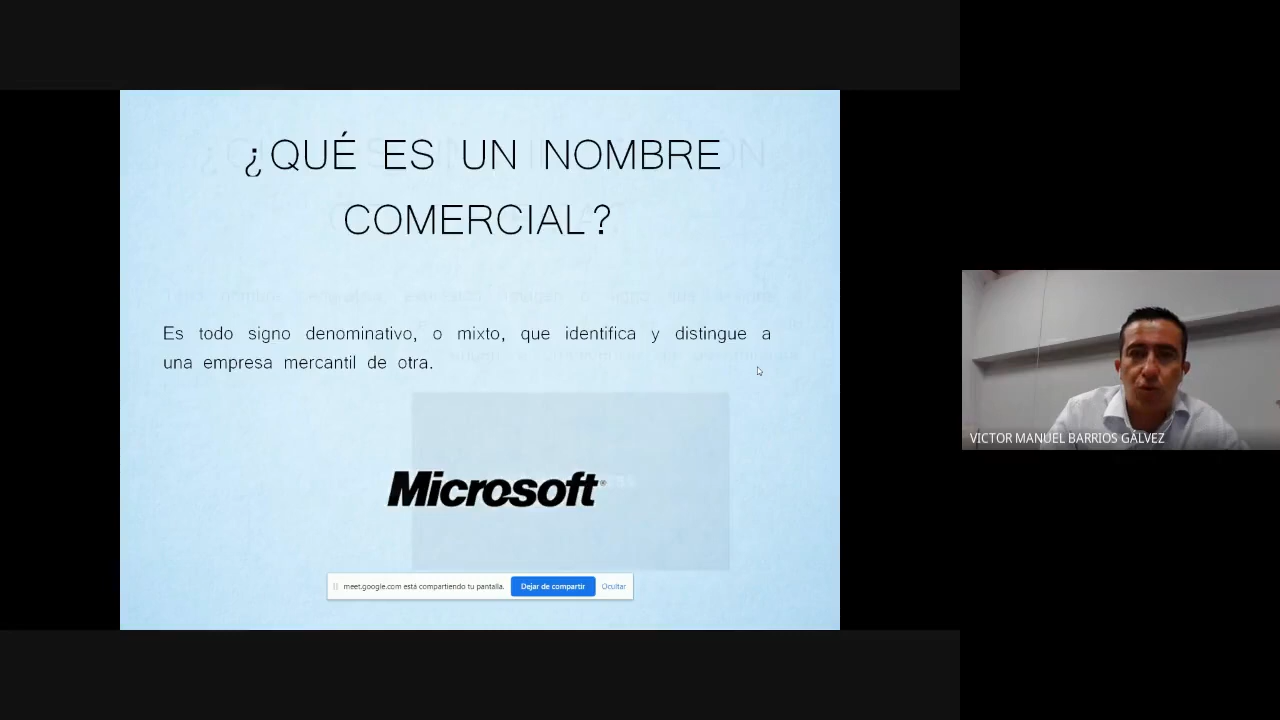 ¿QUÉ ES UN NOMBRE
COMERCIAL?
Es todo signo denominativo, o mixto, que identifica y distingue a
una empresa mercantil de otra.
Microsoft®
meet.google.com está compartiendo tu pantalla. Dejar de compartir Ocultar
VICTOR MANUEL BARRIOS GÁLVEZ